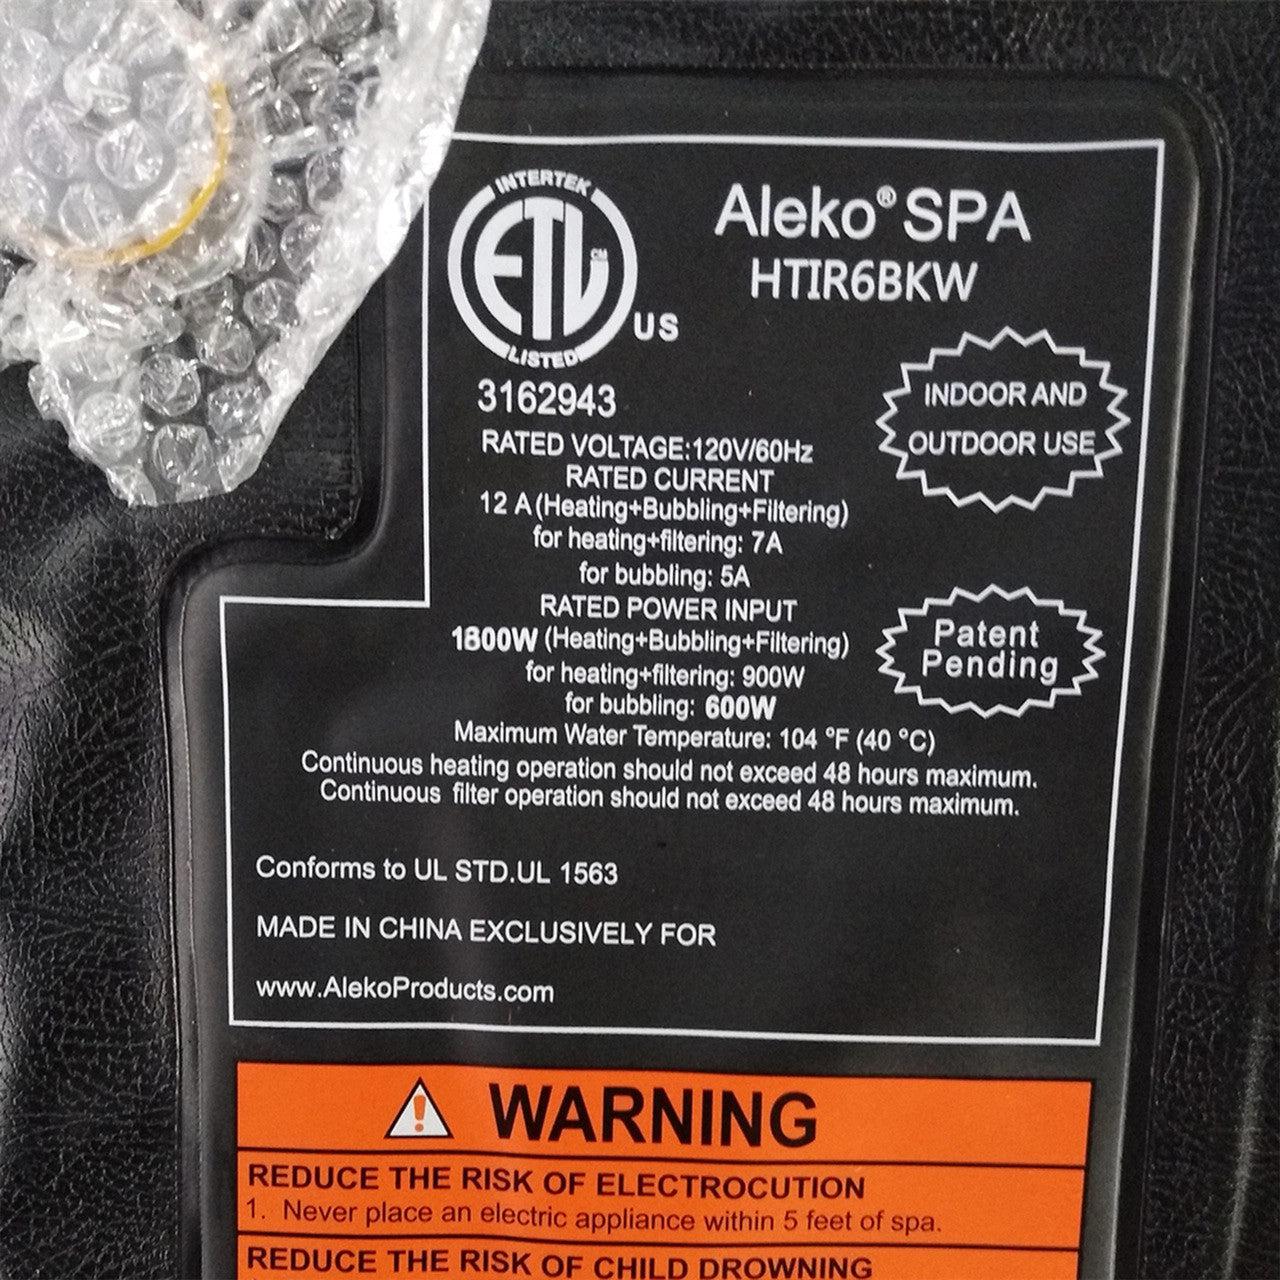 INTERTEK
ETL
CM
LISTED
US
3162943
Aleko® SPA
HTIR6BKW
INDOOR AND
OUTDOOR USE
RATED VOLTAGE:120V/60Hz
RATED CURRENT
12 A (Heating+Bubbling+Filtering)
for heating+filtering: 7A
for bubbling: 5A
RATED POWER INPUT
1800W (Heating+Bubbling+Filtering)
for heating+filtering: 900W
for bubbling: 600W
Patent
Pending
Maximum Water Temperature: 104 °F (40 °C)
Continuous heating operation should not exceed 48 hours maximum.
Continuous filter operation should not exceed 48 hours maximum.
Conforms to UL STD.UL 1563
MADE IN CHINA EXCLUSIVELY FOR
www.AlekoProducts.com
WARNING
REDUCE THE RISK OF ELECTROCUTION
1. Never place an electric appliance within 5 feet of spa.
REDUCE THE RISK OF CHILD DROWNING